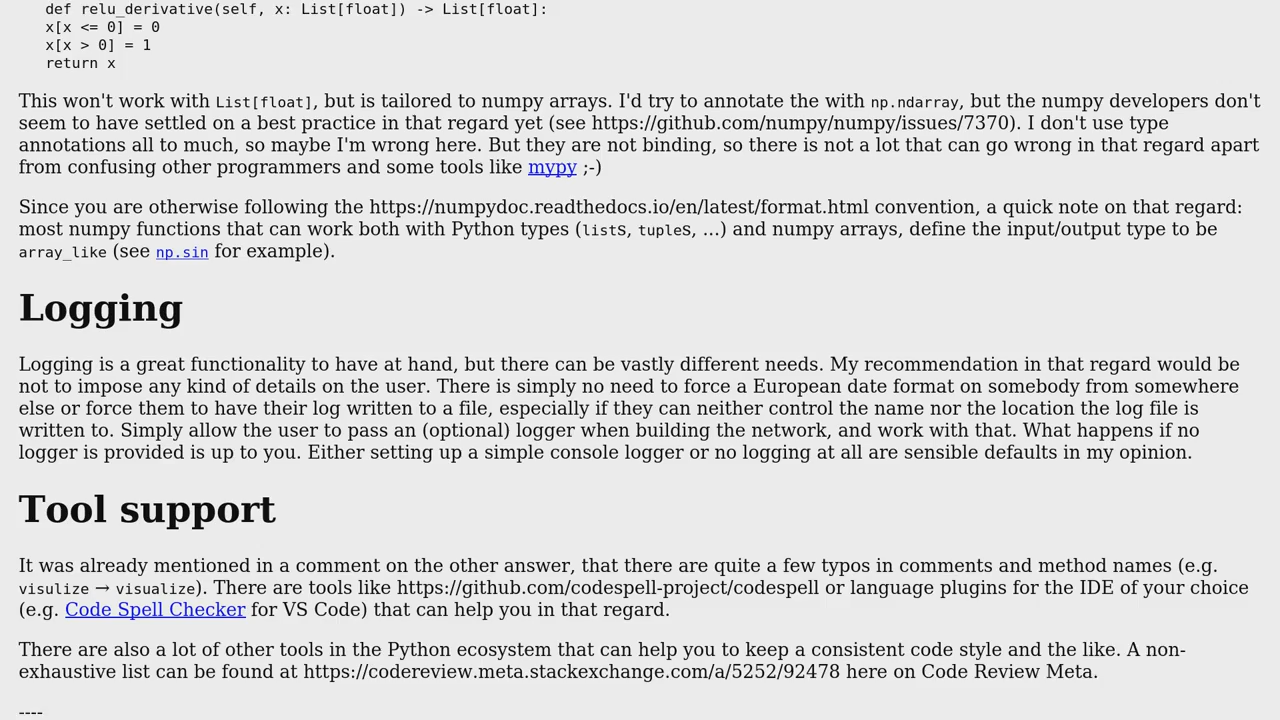 def relu_derivative(self, x: List[float]) -> List[float]:
x[x <= 0] = 0
x[x > 0] = 1
return x
This won't work with List[float], but is tailored to numpy arrays. I'd try to annotate the with np.ndarray, but the numpy developers don't
seem to have settled on a best practice in that regard yet (see https://github.com/numpy/numpy/issues/7370). I don't use type
annotations all to much, so maybe I'm wrong here. But they are not binding, so there is not a lot that can go wrong in that regard apart
from confusing other programmers and some tools like mypy ;-)
Since you are otherwise following the https://numpydoc.readthedocs.io/en/latest/format.html convention, a quick note on that regard:
most numpy functions that can work both with Python types (lists, tuples, ...) and numpy arrays, define the input/output type to be
array_like (see np.sin for example).
Logging
Logging is a great functionality to have at hand, but there can be vastly different needs. My recommendation in that regard would be
not to impose any kind of details on the user. There is simply no need to force a European date format on somebody from somewhere
else or force them to have their log written to a file, especially if they can neither control the name nor the location the log file is
written to. Simply allow the user to pass an (optional) logger when building the network, and work with that. What happens if no
logger is provided is up to you. Either setting up a simple console logger or no logging at all are sensible defaults in my opinion.
Tool support
It was already mentioned in a comment on the other answer, that there are quite a few typos in comments and method names (e.g.
visulize → visualize). There are tools like https://github.com/codespell-project/codespell or language plugins for the IDE of your choice
(e.g. Code Spell Checker for VS Code) that can help you in that regard.
There are also a lot of other tools in the Python ecosystem that can help you to keep a consistent code style and the like. A non-
exhaustive list can be found at https://codereview.meta.stackexchange.com/a/5252/92478 here on Code Review Meta.
----